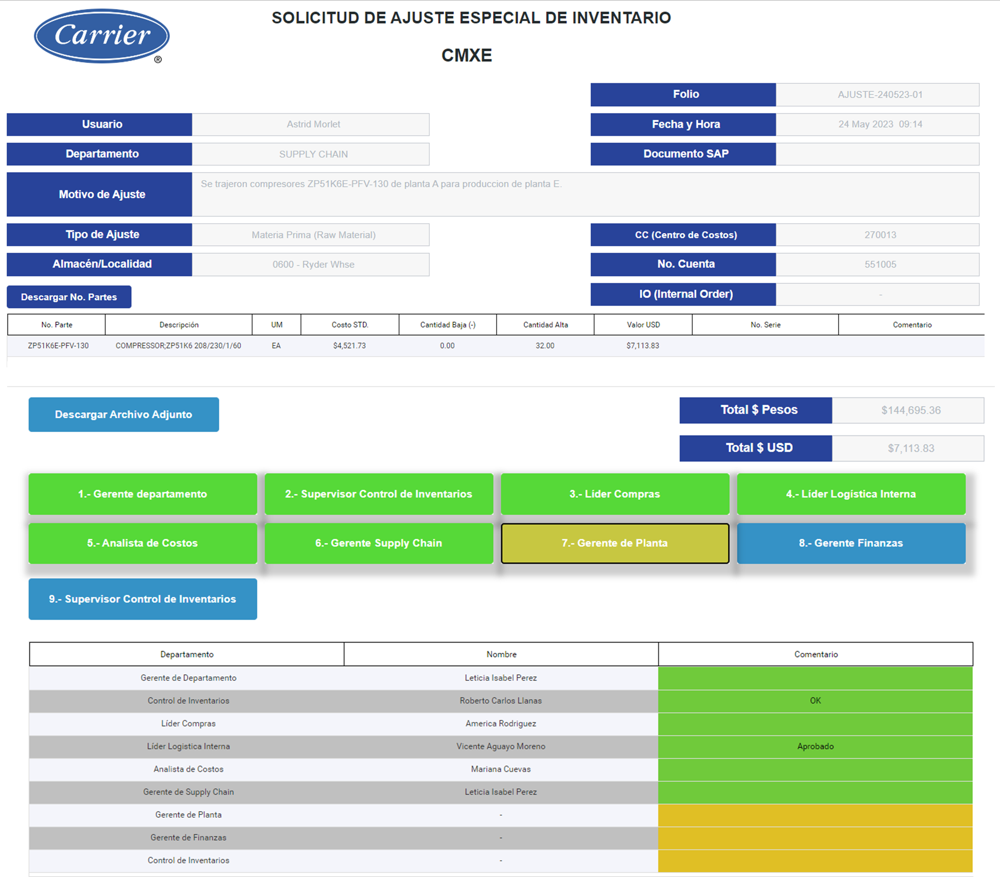 Carrier
®
SOLICITUD DE AJUSTE ESPECIAL DE INVENTARIO
CMXE
Folio AJUSTE-240523-01
Usuario Astrid Morlet Fecha y Hora 24 May 2023 09:14
Departamento SUPPLY CHAIN Documento SAP
Motivo de Ajuste Se trajeron compresores ZP51K6E-PFV-130 de planta A para produccion de planta E.
Tipo de Ajuste Materia Prima (Raw Material) CC (Centro de Costos) 270013
Almacén/Localidad 0600 - Ryder Whse No. Cuenta 551005
Descargar No. Partes IO (Internal Order) -
No. Parte Descripción UM Costo STD. Cantidad Baja (-) Cantidad Alta Valor USD No. Serie Comentario
ZP51K6E-PFV-130 COMPRESSOR;ZP51K6 208/230/1/60 EA $4,521.73 0.00 32.00 $7,113.83
Descargar Archivo Adjunto Total $ Pesos $144,695.36
Total $ USD $7,113.83
1.- Gerente departamento 2.- Supervisor Control de Inventarios 3.- Líder Compras 4.- Líder Logística Interna
5.- Analista de Costos 6.- Gerente Supply Chain 7.- Gerente de Planta 8.- Gerente Finanzas
9.- Supervisor Control de Inventarios
Departamento Nombre Comentario
Gerente de Departamento Leticia Isabel Perez
Control de Inventarios Roberto Carlos Llanas OK
Líder Compras America Rodriguez
Líder Logistica Interna Vicente Aguayo Moreno Aprobado
Analista de Costos Mariana Cuevas
Gerente de Supply Chain Leticia Isabel Perez
Gerente de Planta -
Gerente de Finanzas -
Control de Inventarios -